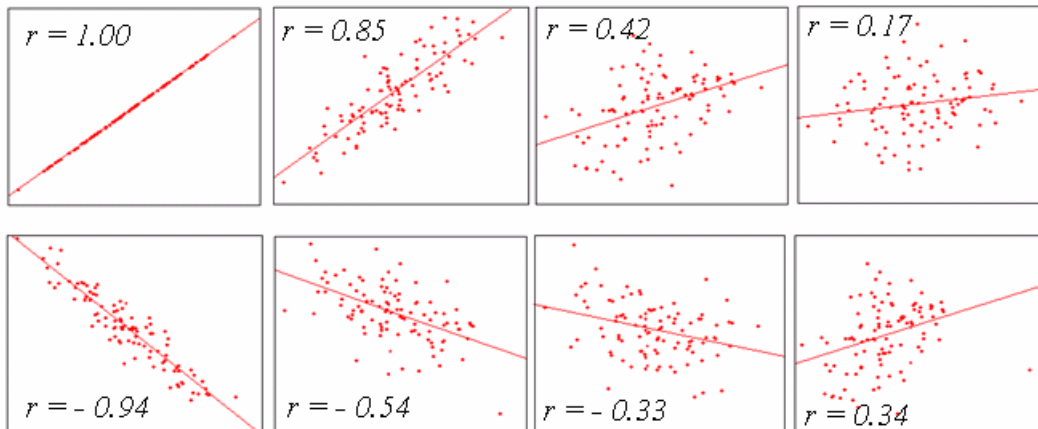 r = 1.00
r = 0.85
r = 0.42
r = 0.17
r = - 0.94
r = - 0.54
r = - 0.33
r = 0.34